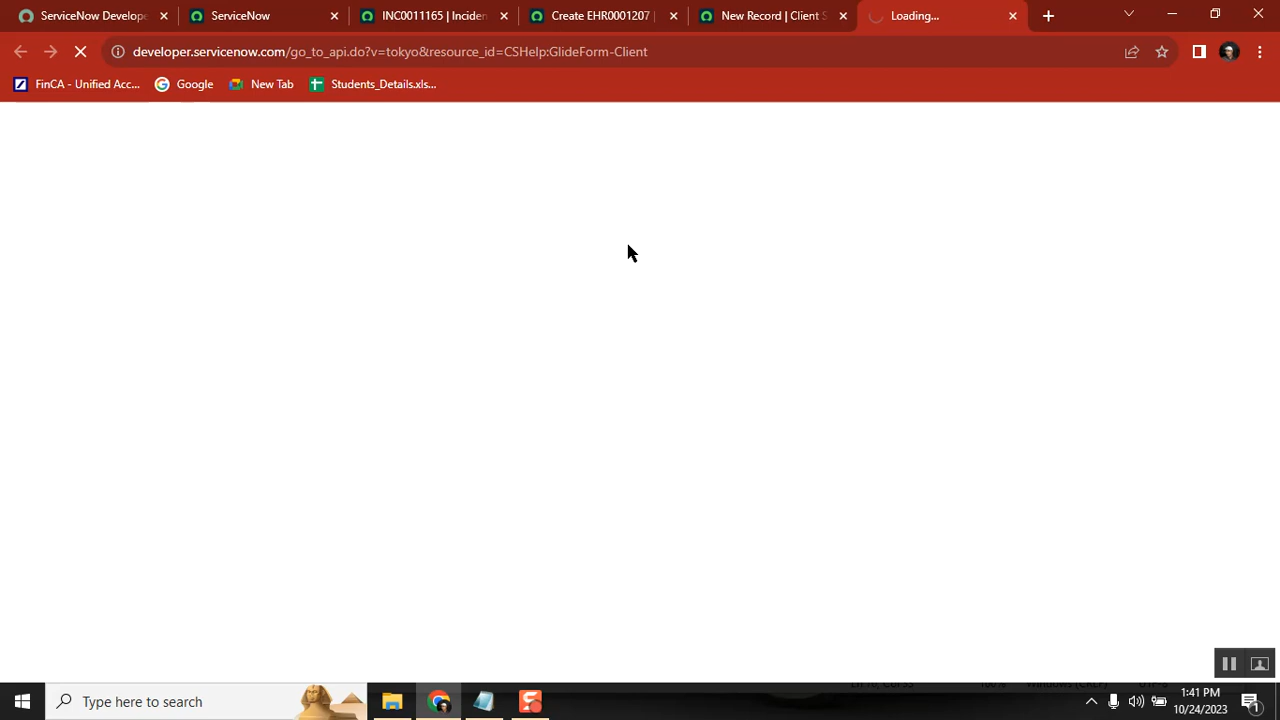 ServiceNow Develope
ServiceNow
INC0011165 | Inciden
Create EHR0001207 |
New Record | Client S
Loading...
developer.servicenow.com/go_to_api.do?v=tokyo&resource_id=CSHelp:GlideForm-Client
FinCA - Unified Acc...
Google
New Tab
Students_Details.xls...
Type here to search
1:41 PM
10/24/2023
1